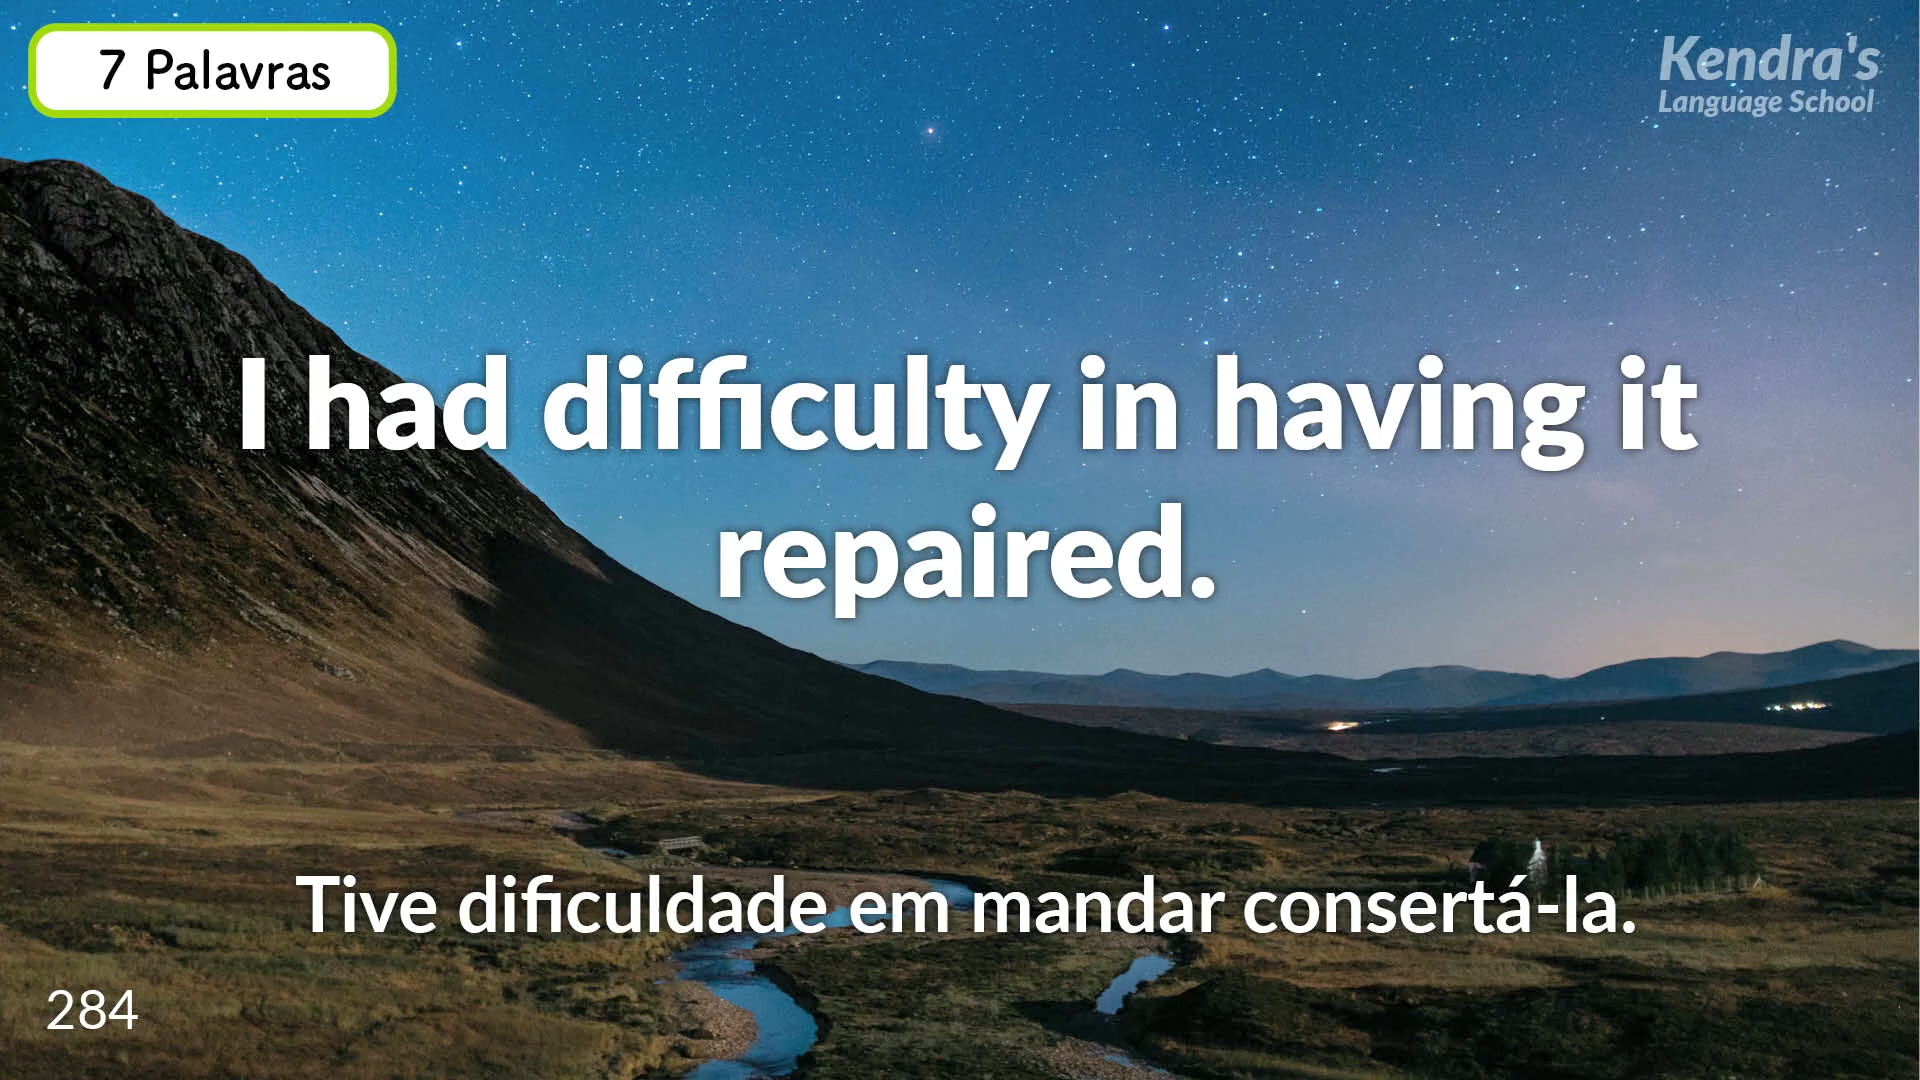 7 Palavras
Kendra's
Language School
I had difficulty in having it
repaired.
Tive dificuldade em mandar consertá-la.
284